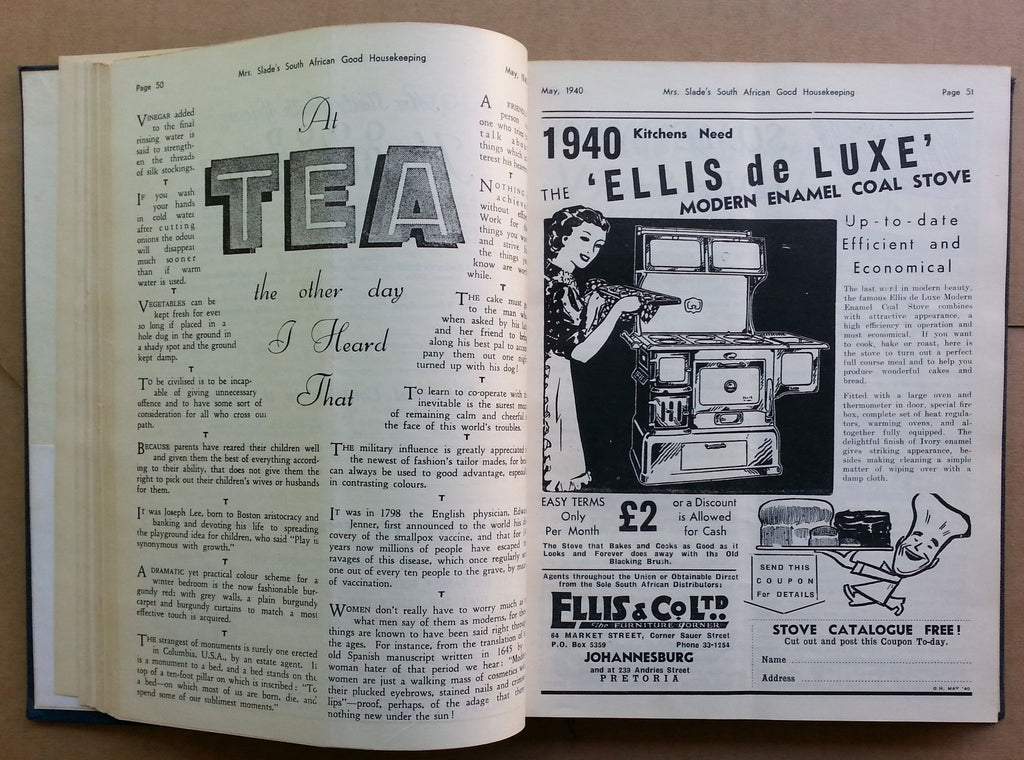 Page 50
Mrs. Slade's South African Good Housekeeping
May,
VINEGAR added
to the final
rinsing water is
said to strength-
en the threads
of silk stockings.
T
IF you wash
your hands
in cold water
after cutting
onions the odour
will disappear
much sooner
than if warm
water is used.
T
VEGETABLES can be
kept fresh for ever
so long if placed in a
hole dug in the ground in
a shady spot and the ground
kept damp.
T
TO be civilised is to be incap-
able of giving unnecessary
offence and to have some sort of
consideration for all who cross our
path.
T
BECAUSE parents have reared their children well
and given them the best of everything accord-
ing to their ability, that does not give them the
right to pick out their children's wives or husbands
for them.
T
IT was Joseph Lee, born to Boston aristocracy and
banking and devoting his life to spreading
the playground idea for children, who said "Play is
synonymous with growth."
T
A DRAMATIC yet practical colour scheme for a
winter bedroom is the now fashionable bur-
gundy red; with grey walls, a plain burgundy
carpet and burgundy curtains to match a most
effective touch is acquired.
T
THE strangest of monuments is surely one erected
in Columbia, U.S.A., by an estate agent. It
is a monument to a bed, and a bed stands on the
top of a ten-foot pillar on which is inscribed: "To
a bed—on which most of us are born, die, and
spend some of our sublimest moments."
At
TEA
the other day
I Heard
That
A FRIEND
person
one who tries
talk about
things which
terest his
T
NOTHING
achieve
without
Work for
things you
and strive
the things
know are
while.
T
THE cake must
to the man
when asked by his
and her friend to
along his best pal to
pany them out one
turned up with his dog!
T
TO learn to co-operate with
inevitable is the surest
of remaining calm and cheerful
the face of this world's troubles.
T
THE military influence is greatly appreciated
the newest of fashion's tailor mades, for
can always be used to good advantage,
in contrasting colours.
T
IT was in 1798 the English physician,
Jenner, first announced to the world his
covery of the smallpox vaccine, and that for
years now millions of people have escaped
ravages of this disease, which once regularly
one out of every ten people to the grave, by
of vaccination.
T
WOMEN don't really have to worry much
what men say of them as moderns, for
things are known to have been said right
the ages. For instance, from the translation of
old Spanish manuscript written in 1645 by
woman hater of that period we hear:
women are just a walking mass of cosmetics
their plucked eyebrows, stained nails and
lips"—proof, perhaps, of the adage that
nothing new under the sun!
May, 1940
Mrs. Slade's South African Good Housekeeping
Page 51
1940 Kitchens Need
THE 'ELLIS de LUXE'
MODERN ENAMEL COAL STOVE
Up-to-date
Efficient and
Economical
The last word in modern beauty,
the famous Ellis de Luxe Modern
Enamel Coal Stove combines
with attractive appearance, a
high efficiency in operation and
most economical. If you want
to cook, bake or roast, here is
the stove to turn out a perfect
full course meal and to help you
produce wonderful cakes and
bread.
Fitted with a large oven and
thermometer in door, special fire
box, complete set of heat regula-
tors, warming ovens, and al-
together fully equipped. The
delightful finish of Ivory enamel
gives striking appearance, be-
sides making cleaning a simple
matter of wiping over with a
damp cloth.
EASY TERMS
Only
Per Month
£2
or a Discount
is Allowed
for Cash
The Stove that Bakes and Cooks as Good as it
Looks and Forever does away with the Old
Blacking Brush.
Agents throughout the Union or Obtainable Direct
from the Sole South African Distributors:
ELLIS & Co LTD.
The FURNITURE CORNER
64 MARKET STREET, Corner Sauer Street
P.O. Box 5359 Phone 33-1254
JOHANNESBURG
and at 239 Andries Street
PRETORIA
SEND THIS
COUPON
For DETAILS
STOVE CATALOGUE FREE!
Cut out and post this Coupon To-day.
Name
Address
G.H. MAY '40